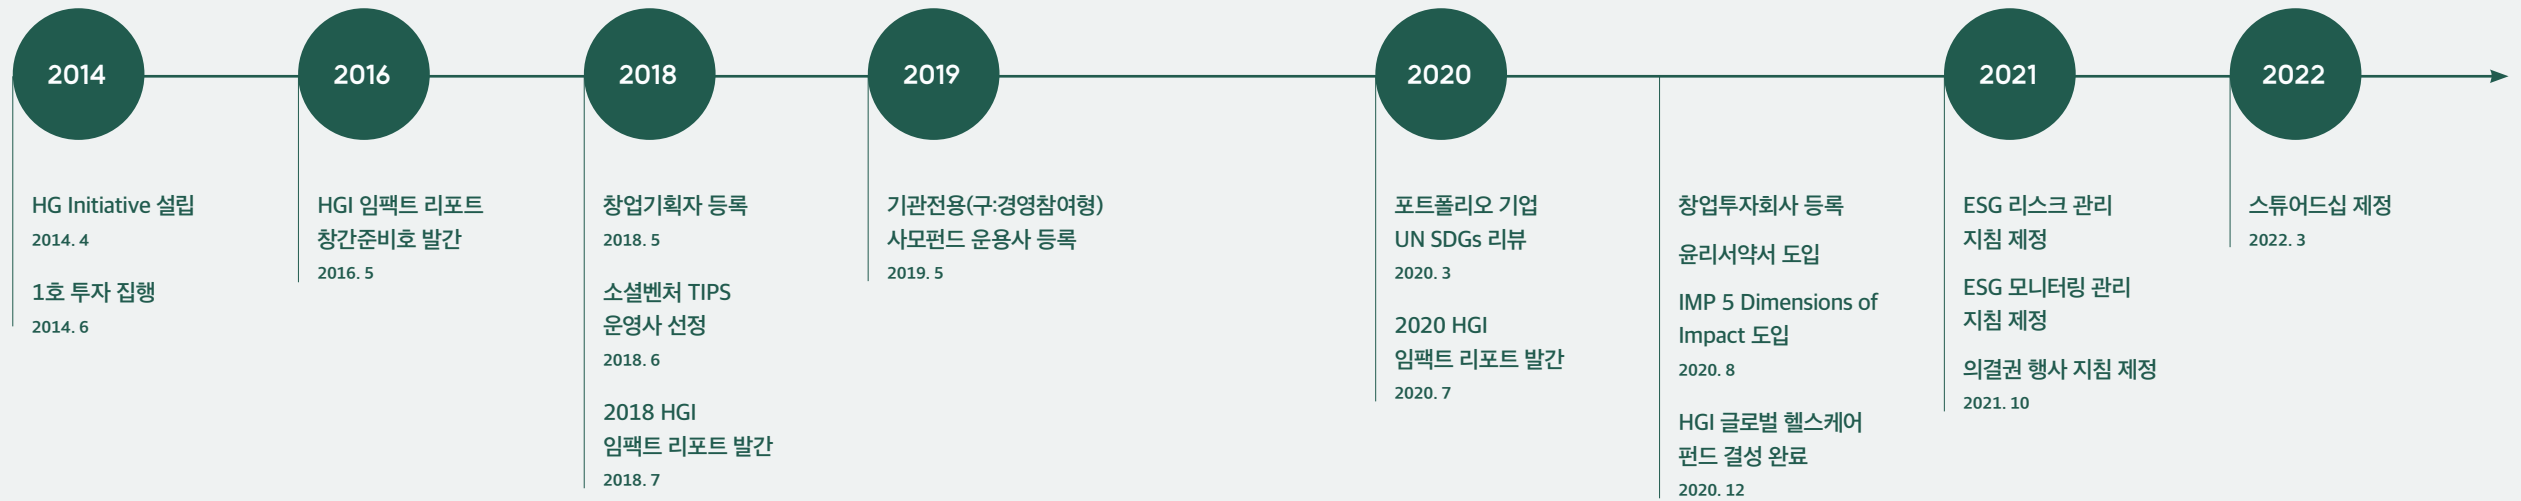 2014
HG Initiative 설립
2014. 4
1호 투자 집행
2014. 6
2016
HGI 임팩트 리포트
창간준비호 발간
2016. 5
2018
창업기획자 등록
2018. 5
소셜벤처 TIPS
운영사 선정
2018. 6
2018 HGI
임팩트 리포트 발간
2018. 7
2019
기관전용(구:경영참여형)
사모펀드 운용사 등록
2019. 5
2020
포트폴리오 기업
UN SDGs 리뷰
2020. 3
2020 HGI
임팩트 리포트 발간
2020. 7
창업투자회사 등록
윤리서약서 도입
IMP 5 Dimensions of
Impact 도입
2020. 8
HGI 글로벌 헬스케어
펀드 결성 완료
2020. 12
2021
ESG 리스크 관리
지침 제정
ESG 모니터링 관리
지침 제정
의결권 행사 지침 제정
2021. 10
2022
스튜어드십 제정
2022. 3